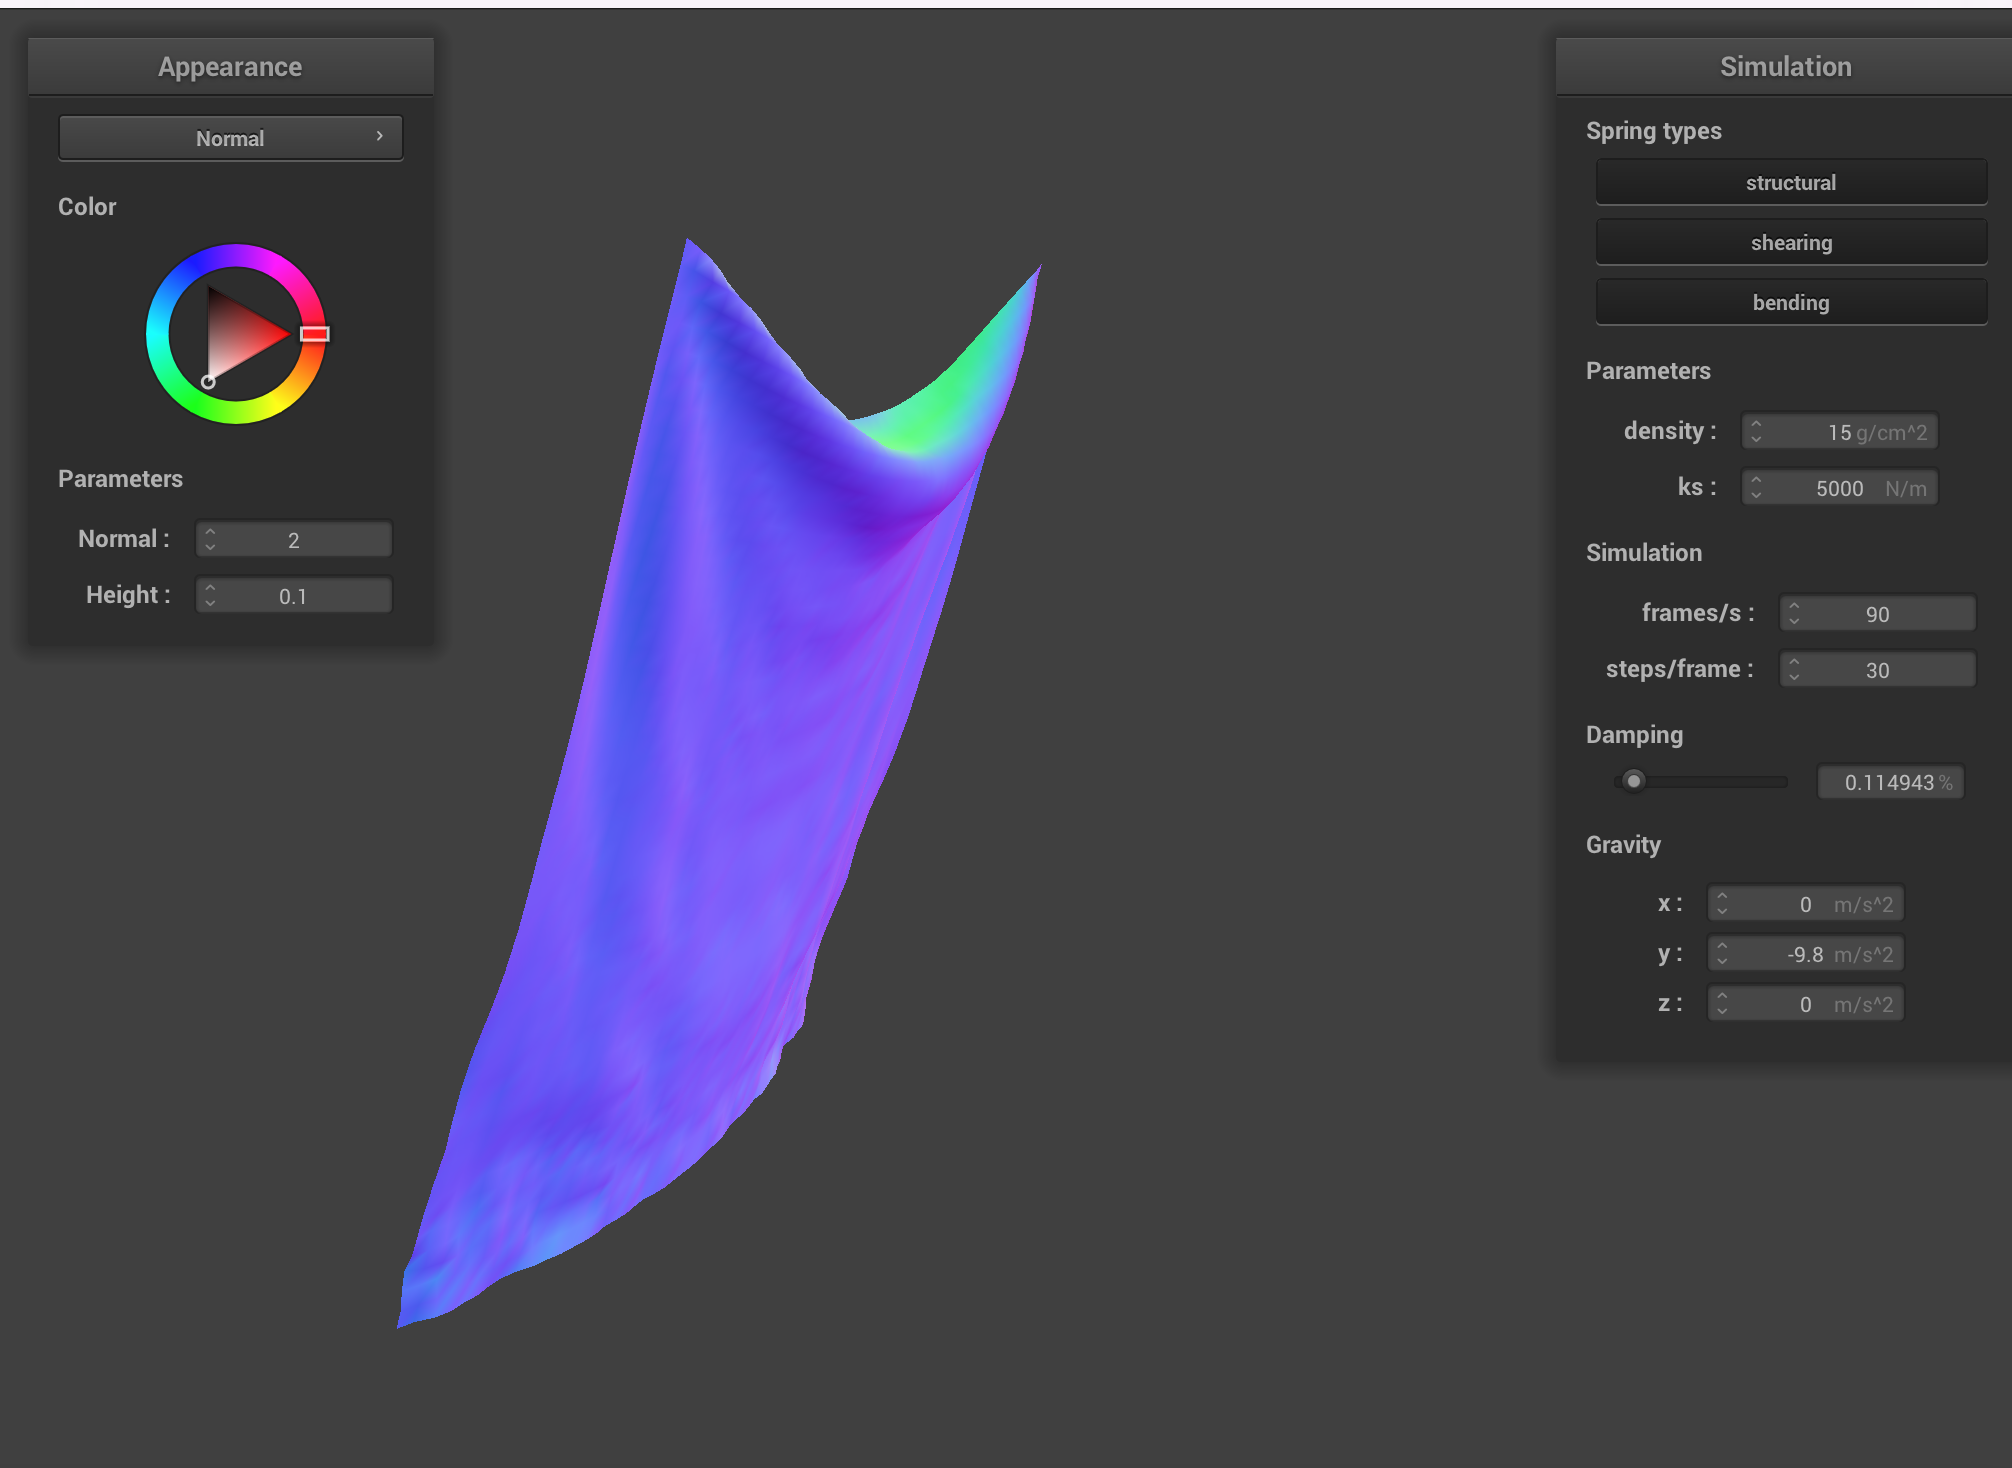 Appearance
Normal
Color
Parameters
Normal : 2
Height : 0.1
Simulation
Spring types
structural
shearing
bending
Parameters
density : 15 g/cm^2
ks : 5000 N/m
Simulation
frames/s : 90
steps/frame : 30
Damping
0.114943 %
Gravity
x : 0 m/s^2
y : -9.8 m/s^2
z : 0 m/s^2